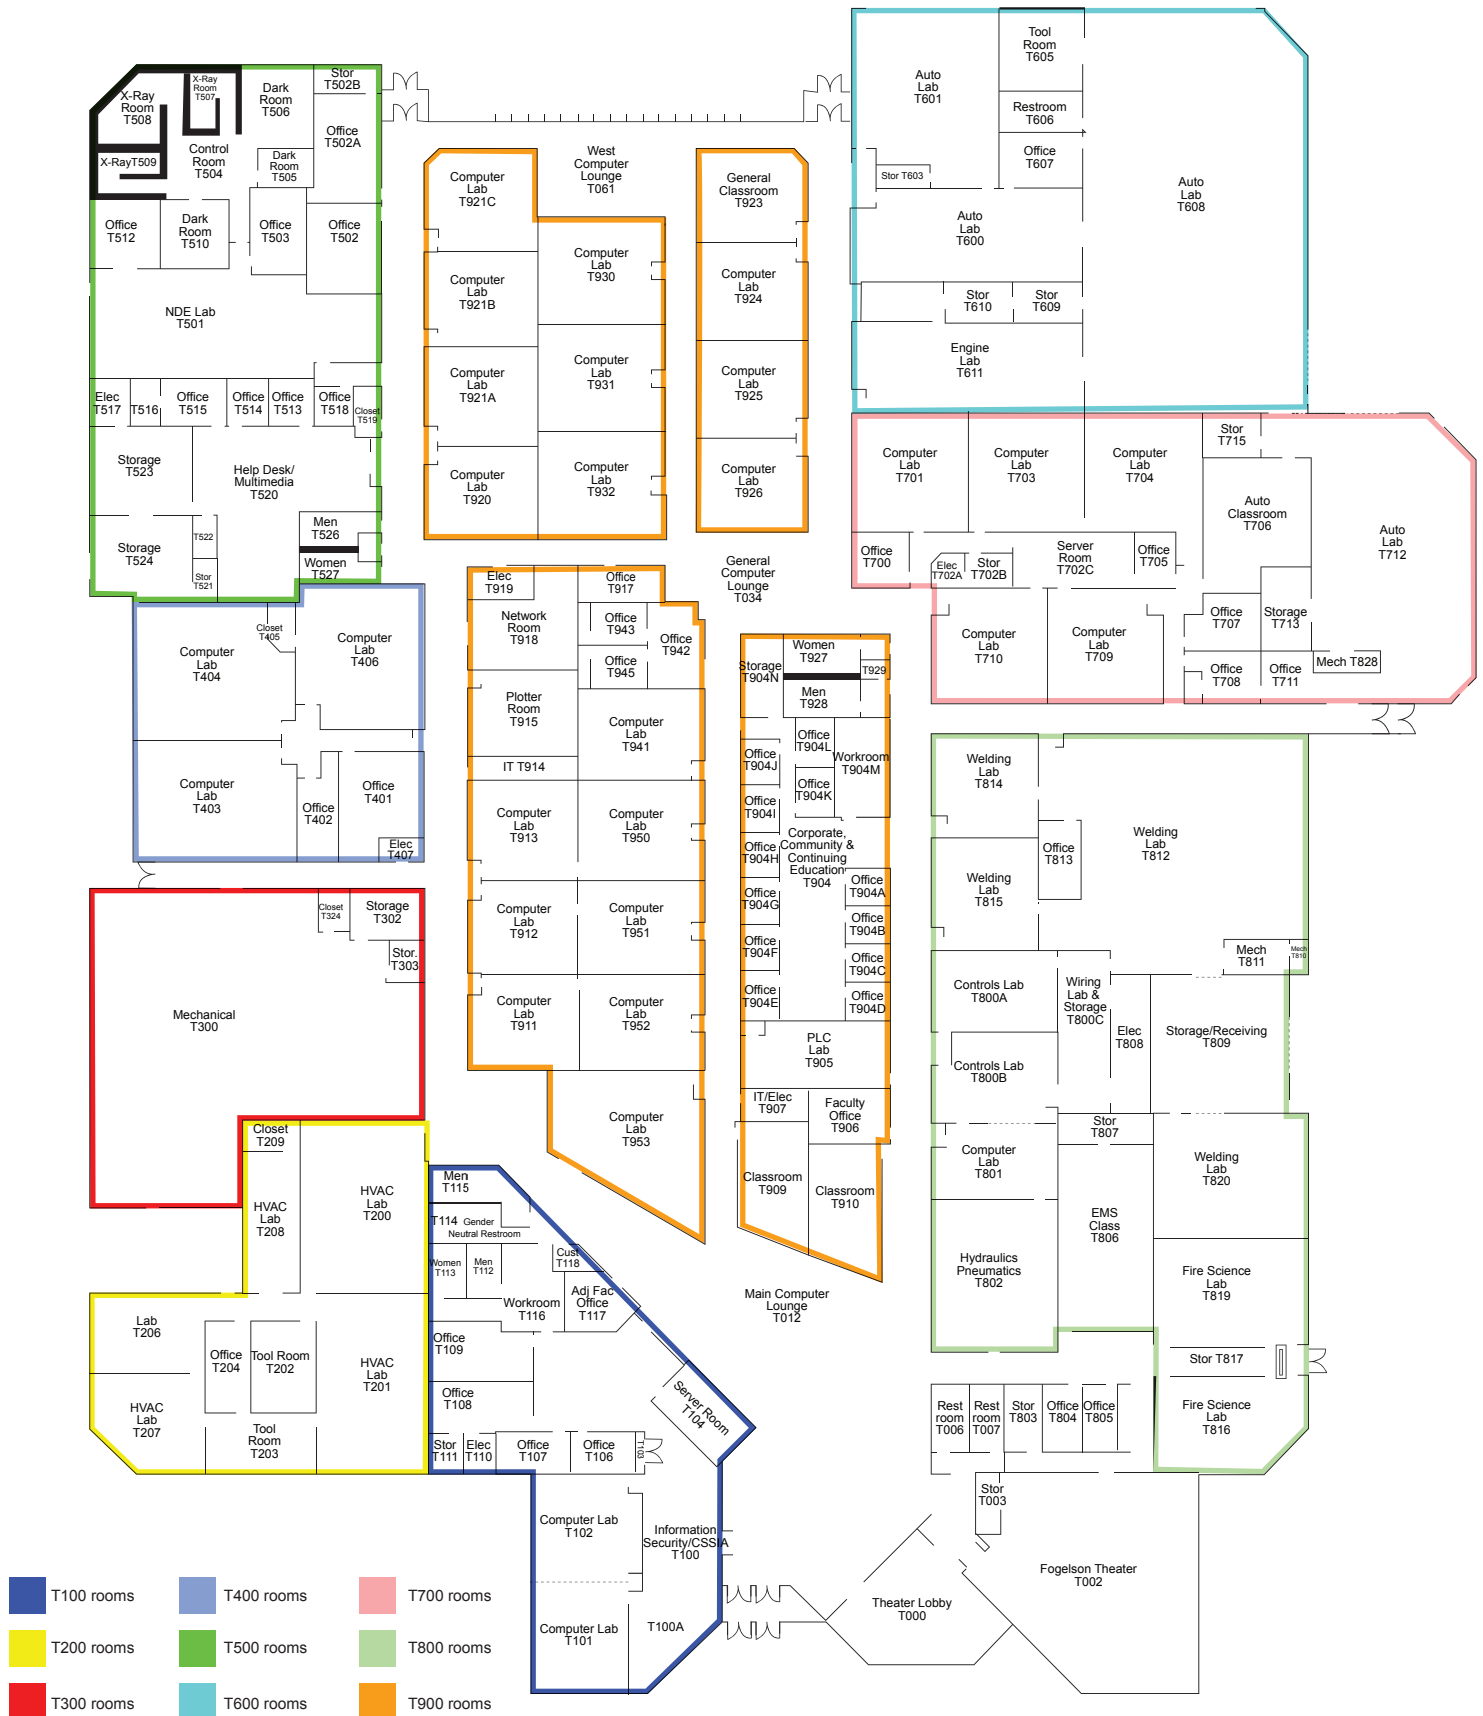 X-Ray
Room
T508
X-Ray
Room
T507
Dark
Room
T506
Stor
T502B
Office
T502A
X-RayT509
Control
Room
T504
Dark
Room
T505
Office
T512
Dark
Room
T510
Office
T503
Office
T502
NDE Lab
T501
Elec
T517
T516
Office
T515
Office
T514
Office
T513
Office
T518
Closet
T519
Storage
T523
Help Desk/
Multimedia
T520
Storage
T524
T522
Stor
T521
Men
T526
Women
T527
West
Computer
Lounge
T061
Computer
Lab
T921C
Computer
Lab
T921B
Computer
Lab
T921A
Computer
Lab
T920
Computer
Lab
T930
Computer
Lab
T931
Computer
Lab
T932
General
Classroom
T923
Computer
Lab
T924
Computer
Lab
T925
Computer
Lab
T926
Auto
Lab
T601
Tool
Room
T605
Restroom
T606
Office
T607
Stor T603
Auto
Lab
T600
Auto
Lab
T608
Stor
T610
Stor
T609
Engine
Lab
T611
Computer
Lab
T701
Computer
Lab
T703
Computer
Lab
T704
Stor
T715
Auto
Classroom
T706
Auto
Lab
T712
Office
T700
Elec
T702A
Stor
T702B
Server
Room
T702C
Office
T705
Computer
Lab
T710
Computer
Lab
T709
Office
T707
Storage
T713
Office
T708
Office
T711
Mech T828
General
Computer
Lounge
T034
Closet
T405
Computer
Lab
T404
Computer
Lab
T406
Computer
Lab
T403
Office
T402
Office
T401
Elec
T407
Elec
T919
Office
T917
Network
Room
T918
Office
T943
Office
T942
Office
T945
Plotter
Room
T915
Computer
Lab
T941
IT T914
Computer
Lab
T913
Computer
Lab
T950
Computer
Lab
T912
Computer
Lab
T951
Computer
Lab
T911
Computer
Lab
T952
Computer
Lab
T953
Storage
T904N
Women
T927
T929
Men
T928
Office
T904L
Workroom
T904M
Office
T904J
Office
T904K
Office
T904I
Corporate,
Community &
Continuing
Education
T904
Office
T904H
Office
T904A
Office
T904G
Office
T904B
Office
T904F
Office
T904C
Office
T904E
Office
T904D
PLC
Lab
T905
IT/Elec
T907
Faculty
Office
T906
Classroom
T909
Classroom
T910
Main Computer
Lounge
T012
Welding
Lab
T814
Welding
Lab
T812
Office
T813
Welding
Lab
T815
Mech
T811
Mech
T810
Controls Lab
T800A
Wiring
Lab &
Storage
T800C
Elec
T808
Storage/Receiving
T809
Controls Lab
T800B
Stor
T807
Computer
Lab
T801
Welding
Lab
T820
EMS
Class
T806
Hydraulics
Pneumatics
T802
Fire Science
Lab
T819
Stor T817
Fire Science
Lab
T816
Rest
room
T006
Rest
room
T007
Stor
T803
Office
T804
Office
T805
Stor
T003
Fogelson Theater
T002
Theater Lobby
T000
Closet
T324
Storage
T302
Stor.
T303
Mechanical
T300
Closet
T209
HVAC
Lab
T208
HVAC
Lab
T200
Lab
T206
Office
T204
Tool Room
T202
HVAC
Lab
T201
HVAC
Lab
T207
Tool
Room
T203
Men
T115
T114 Gender
Neutral Restroom
Women
T113
Men
T112
Cust
T118
Workroom
T116
Adj Fac
Office
T117
Office
T109
Office
T108
Server Room
T104
Stor
T111
Elec
T110
Office
T107
Office
T106
T103
Computer Lab
T102
Information
Security/CSSIA
T100
Computer Lab
T101
T100A
T100 rooms
T400 rooms
T700 rooms
T200 rooms
T500 rooms
T800 rooms
T300 rooms
T600 rooms
T900 rooms